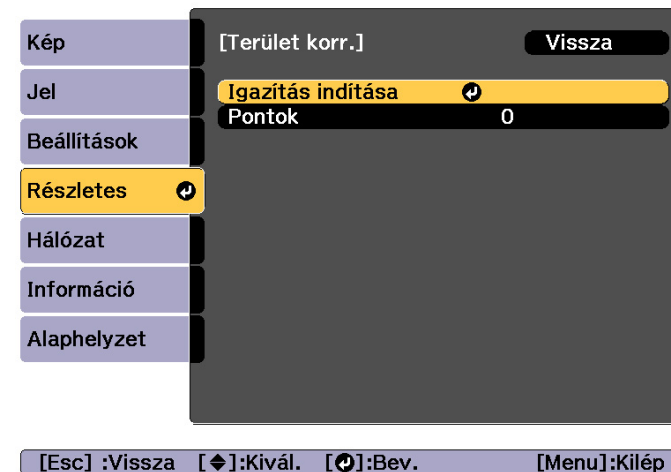 Kép
Jel
Beállítások
Részletes
Hálózat
Információ
Alaphelyzet
[Terület korr.] Vissza
Igazítás indítása
Pontok 0
[Esc] :Vissza []:Kivál. []:Bev. [Menu]:Kilép